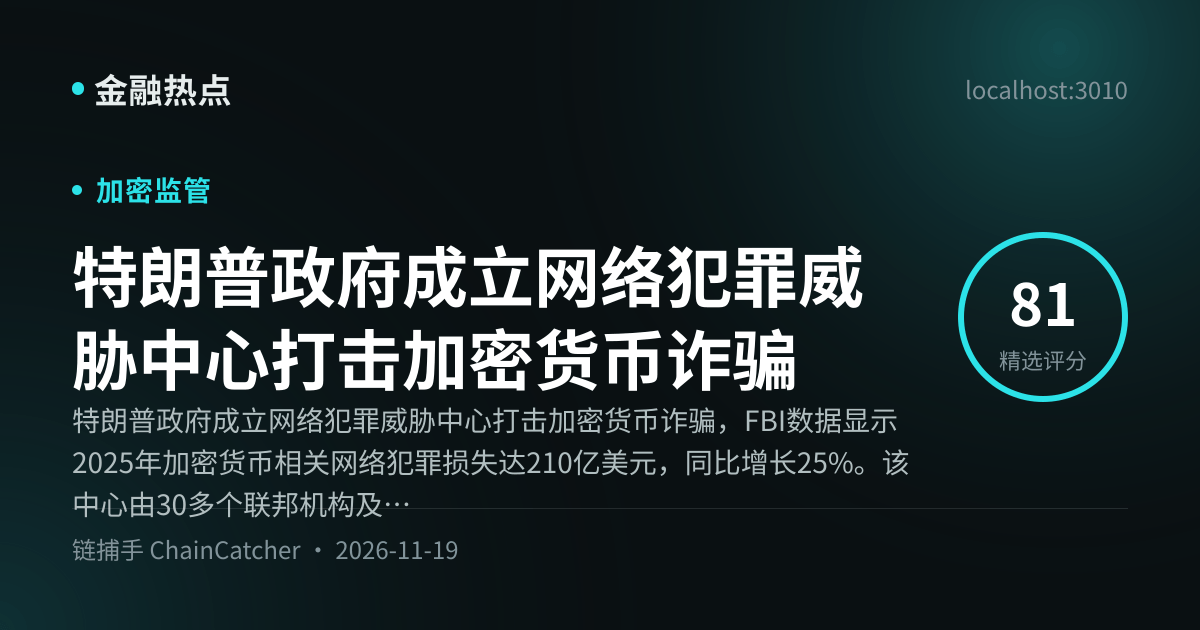 金融热点
localhost:3010
加密监管
特朗普政府成立网络犯罪威
胁中心打击加密货币诈骗
81
精选评分
特朗普政府成立网络犯罪威胁中心打击加密货币诈骗，FBI数据显示
2025年加密货币相关网络犯罪损失达210亿美元，同比增长25%。该
中心由30多个联邦机构及…
链捕手 ChainCatcher · 2026-11-19